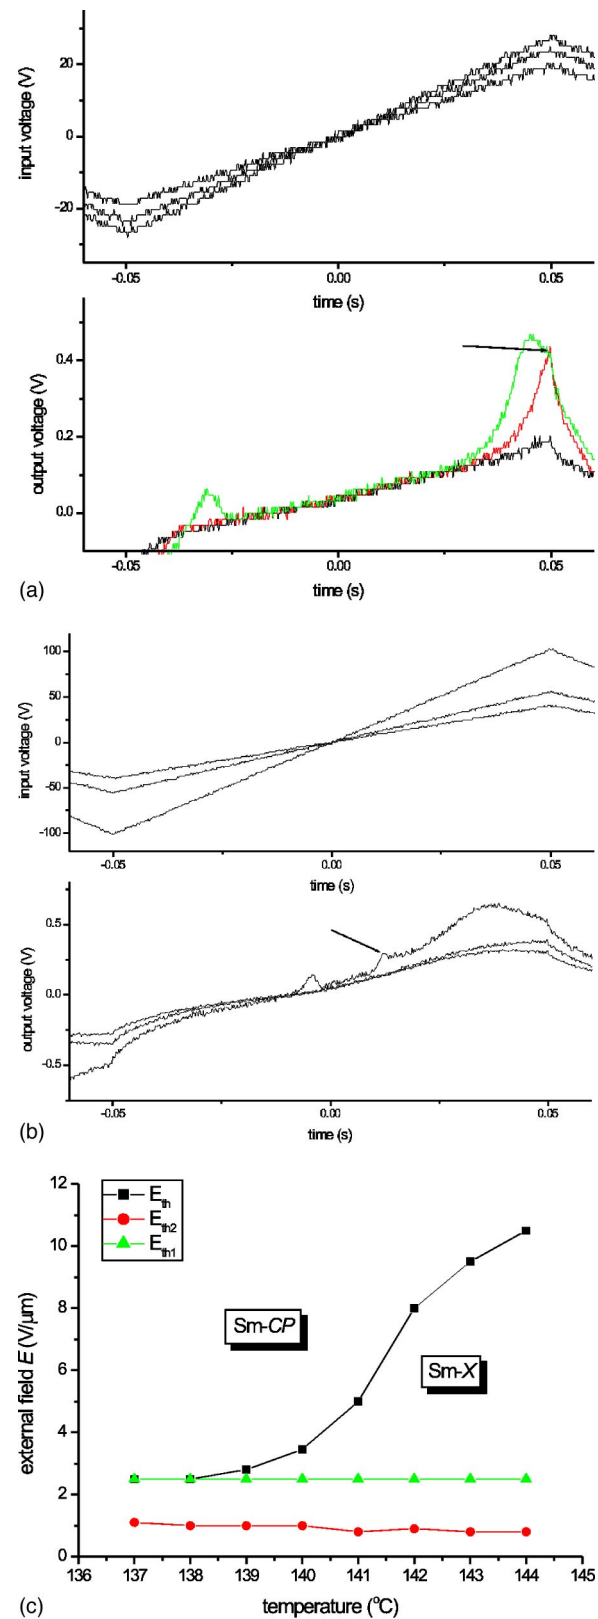 20
0
-20
input voltage (V)
-0.05 0.00 0.05
time (s)
0.4
0.2
0.0
output voltage (V)
-0.05 0.00 0.05
time (s)
(a)
100
50
0
-50
-100
input voltage (V)
-0.05 0.00 0.05
time (s)
0.5
0.0
-0.5
output voltage (V)
-0.05 0.00 0.05
time (s)
(b)
12
10
8
6
4
2
0
external field E (V/μm)
Eth
Eth2
Eth1
Sm-CP
Sm-X
136 137 138 139 140 141 142 143 144 145
temperature (°C)
(c)